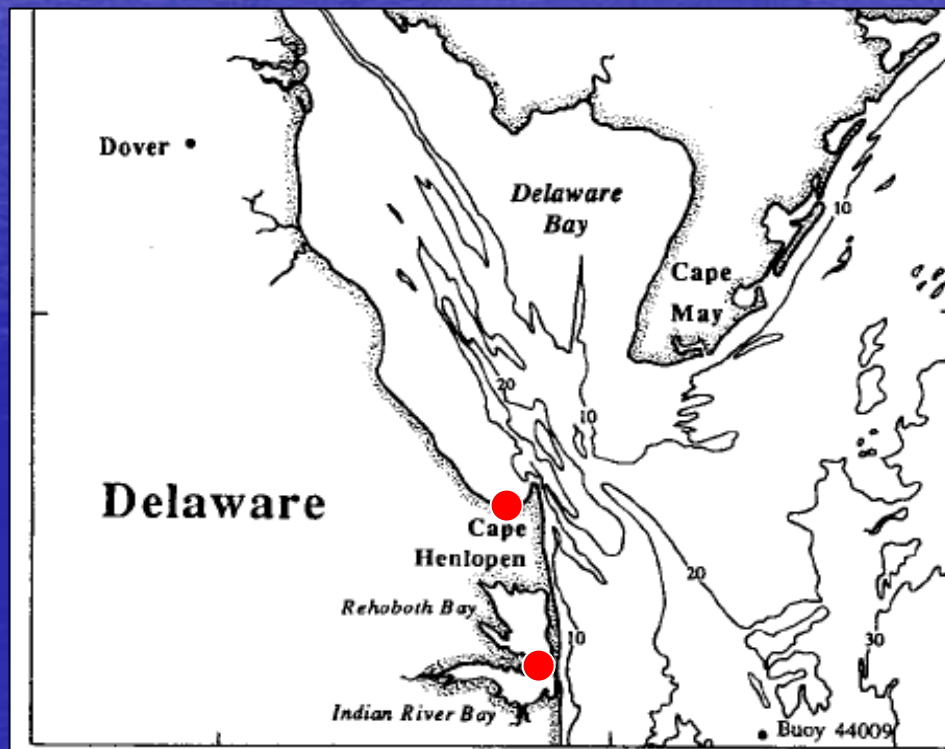 Dover
Delaware
Bay
10
Cape
May
20
10
Delaware
Cape
Henlopen
20
Rehoboth Bay
10
30
Indian River Bay
Buoy 44009